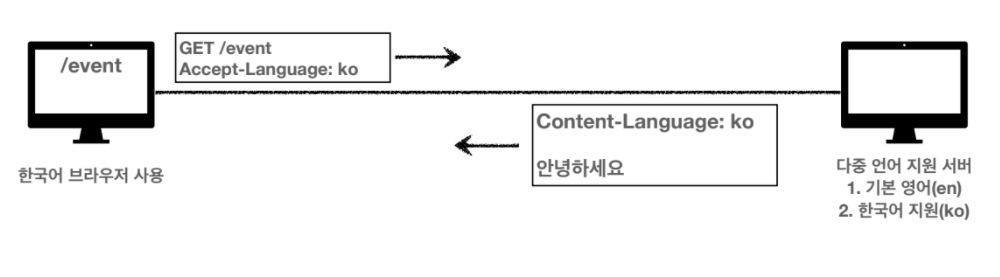 /event
GET /event
Accept-Language: ko
Content-Language: ko
안녕하세요
한국어 브라우저 사용
다중 언어 지원 서버
1. 기본 영어(en)
2. 한국어 지원(ko)